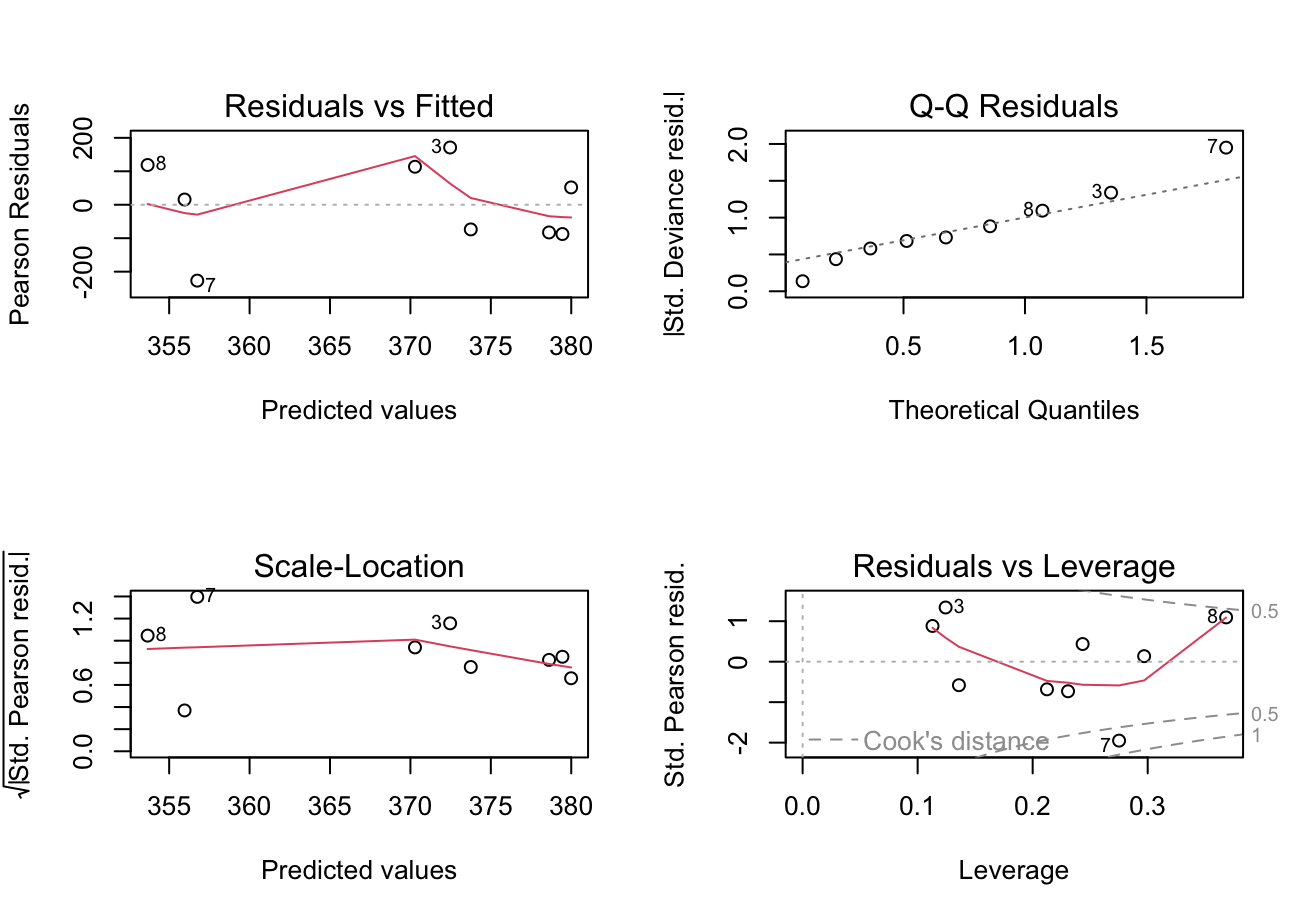 Residuals vs Fitted
Pearson Residuals
200
0
-200
8
7
3
355 360 365 370 375 380
Predicted values
Q-Q Residuals
|Std. Deviance resid.|
2.0
1.0
0.0
7
3
8
0.5 1.0 1.5
Theoretical Quantiles
Scale-Location
√|Std. Pearson resid.|
1.2
0.6
0.0
7
8
3
355 360 365 370 375 380
Predicted values
Residuals vs Leverage
Std. Pearson resid.
1
0
-2
3
8
7
0.5
0.5
1
Cook's distance
0.0 0.1 0.2 0.3
Leverage